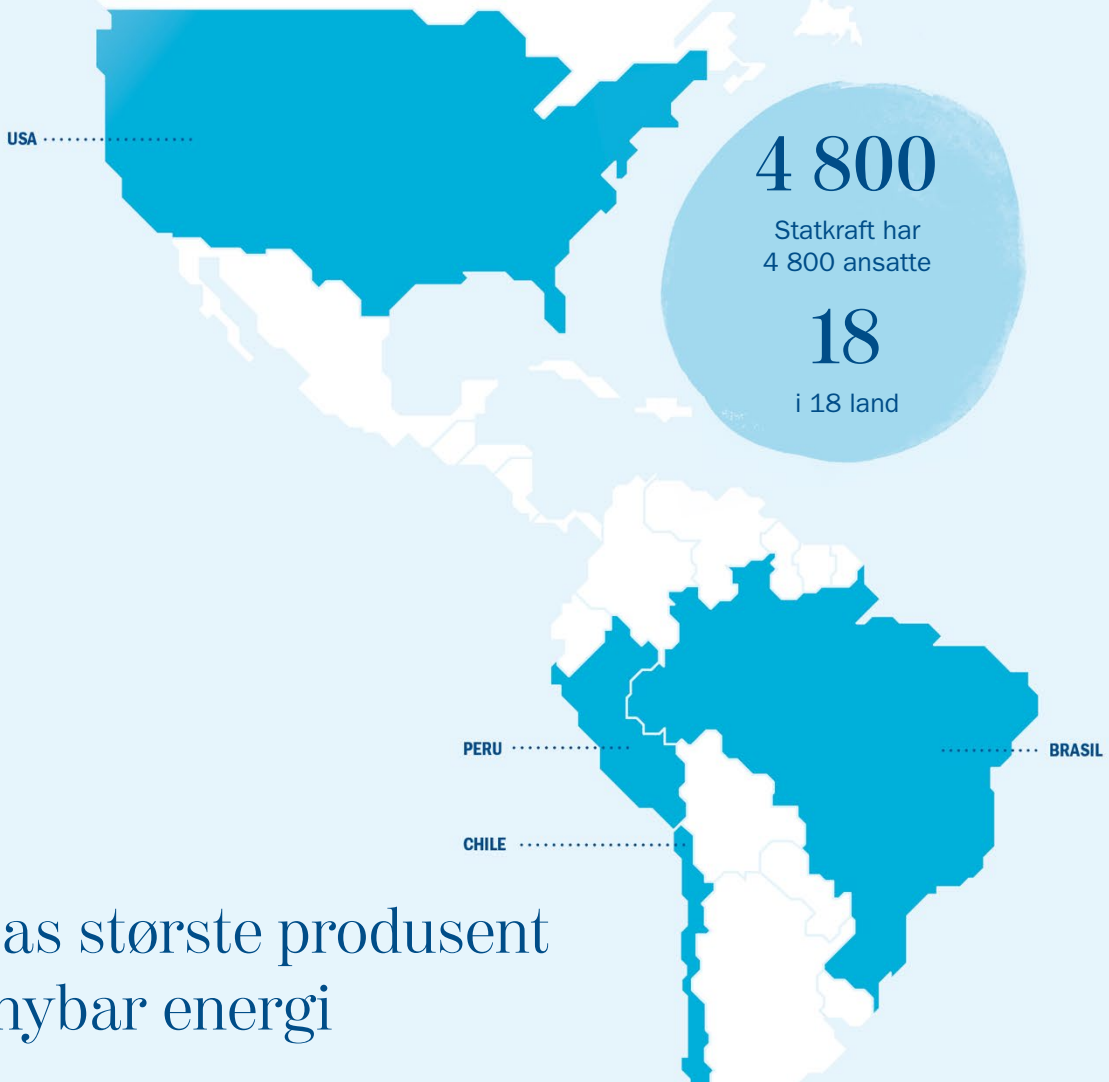 USA
4 800
Statkraft har
4 800 ansatte
18
i 18 land
PERU
BRASIL
CHILE
as største produsent
nybar energi